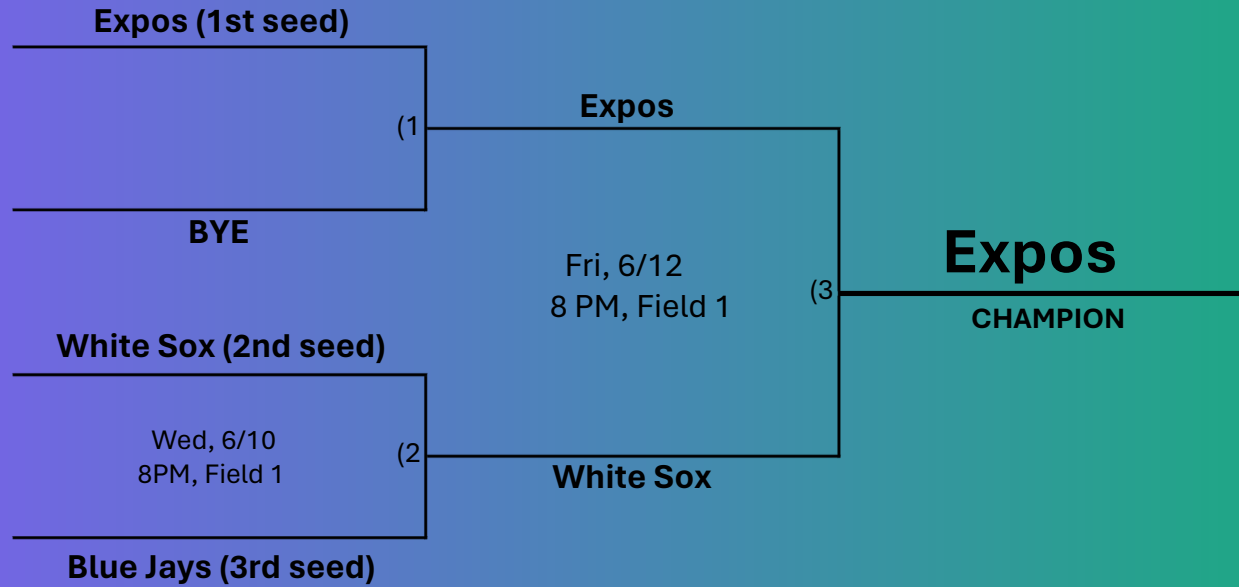 Expos (1st seed)
(1
BYE
Expos
Fri, 6/12
8 PM, Field 1
(3
Expos
CHAMPION
White Sox (2nd seed)
Wed, 6/10
8PM, Field 1
(2
White Sox
Blue Jays (3rd seed)